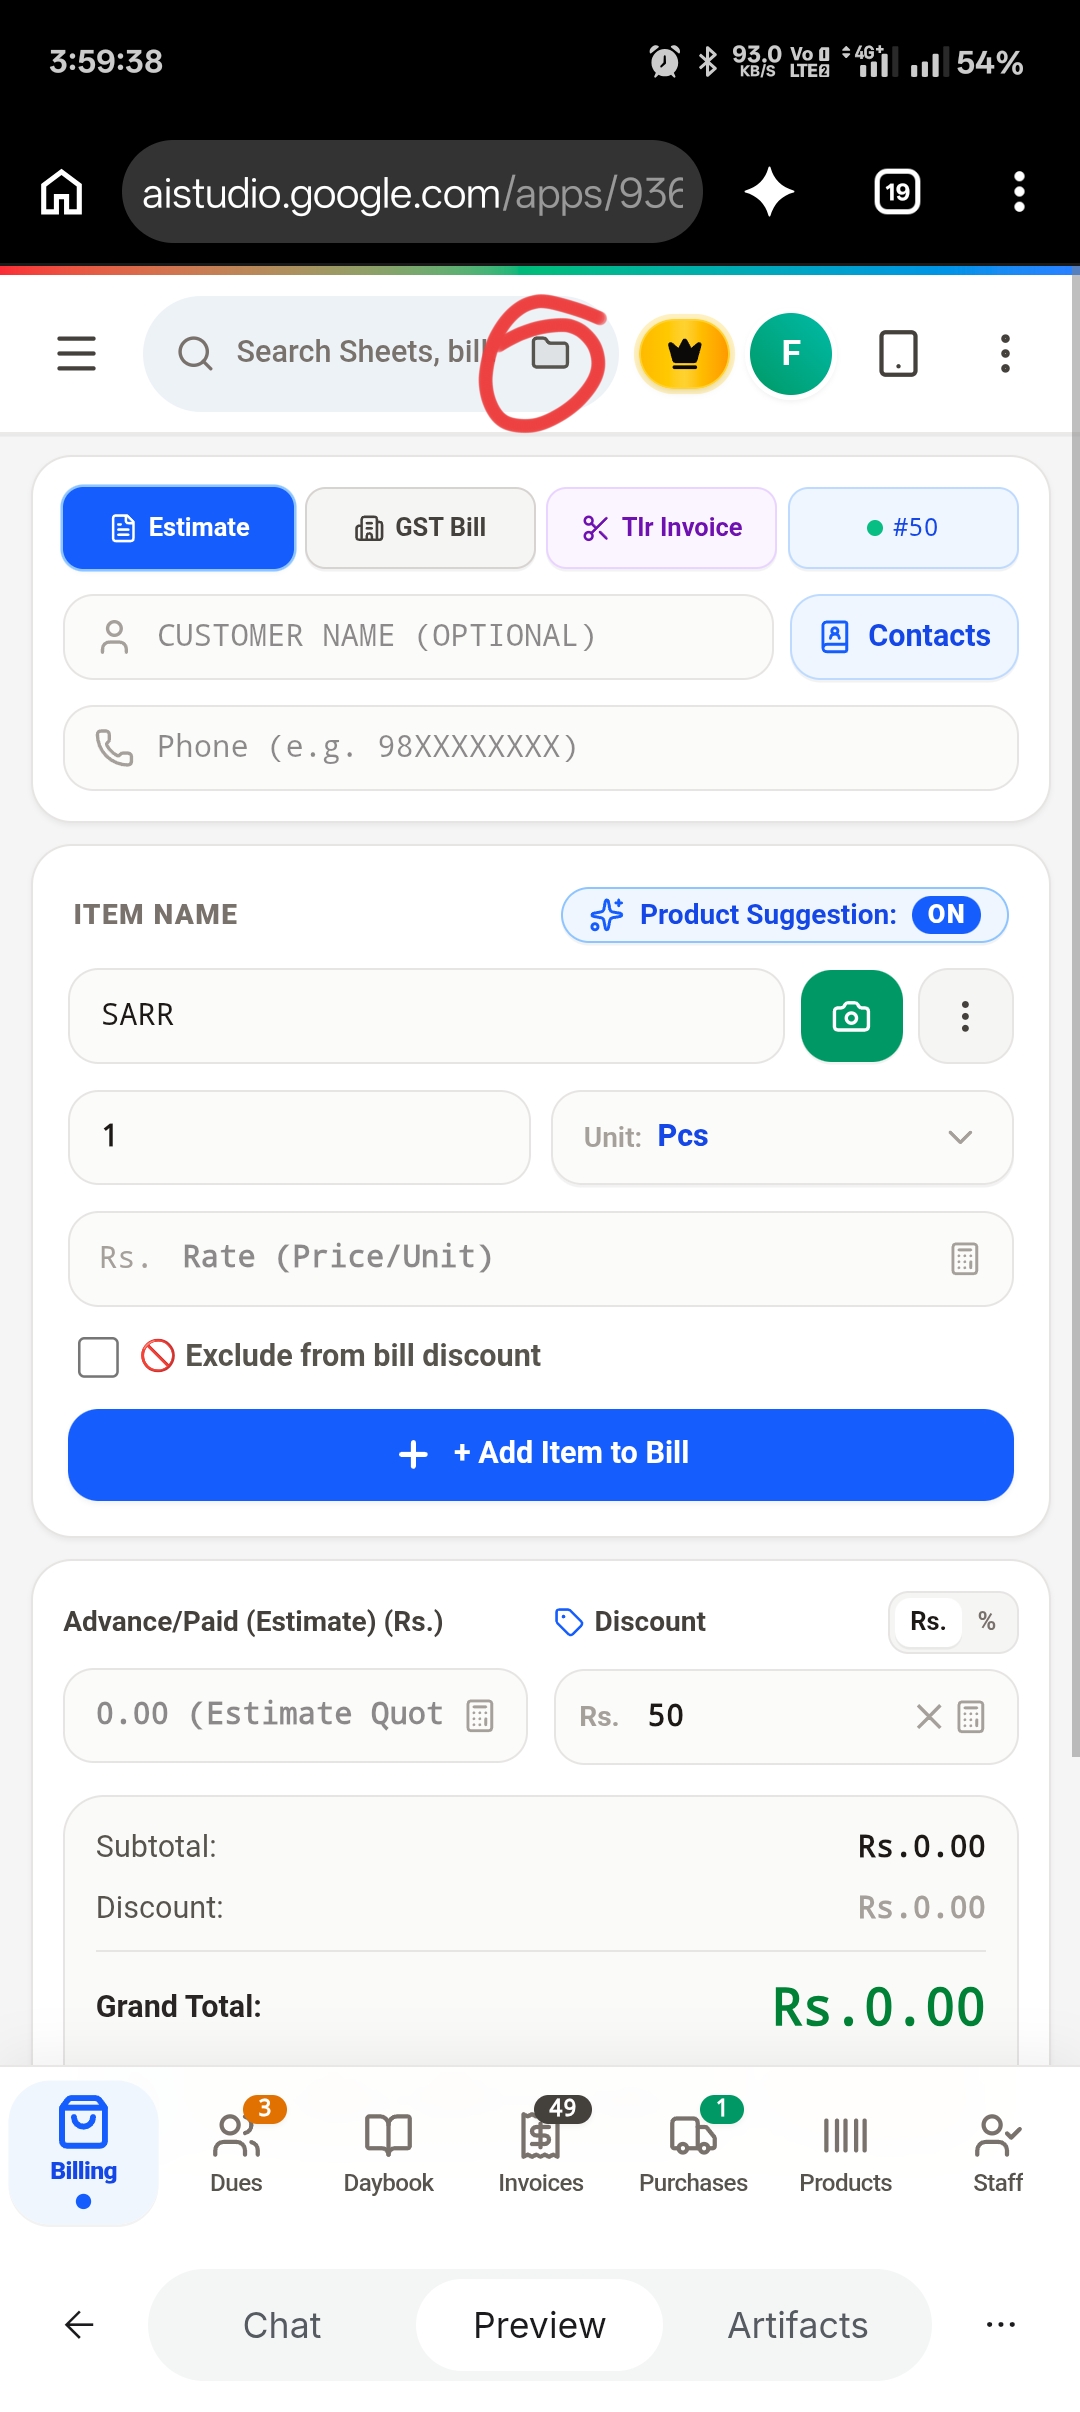 3:59:38
93.0 KB/S Vo LTE 4G+ 54%
aistudio.google.com/apps/936
19
Search Sheets, bill
F
Estimate
GST Bill
Tlr Invoice
#50
CUSTOMER NAME (OPTIONAL)
Contacts
Phone (e.g. 98XXXXXXXX)
ITEM NAME
Product Suggestion: ON
SARR
1
Unit: Pcs
Rs. Rate (Price/Unit)
Exclude from bill discount
+ Add Item to Bill
Advance/Paid (Estimate) (Rs.)
Discount
Rs. %
0.00 (Estimate Quot
Rs. 50
Subtotal: Rs.0.00
Discount: Rs.0.00
Grand Total: Rs.0.00
3 49 1
Billing Dues Daybook Invoices Purchases Products Staff
Chat Preview Artifacts